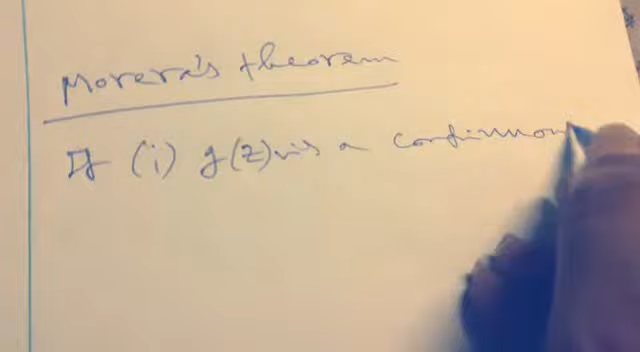 Morera's theorem
If (i) f(z) is a continuou